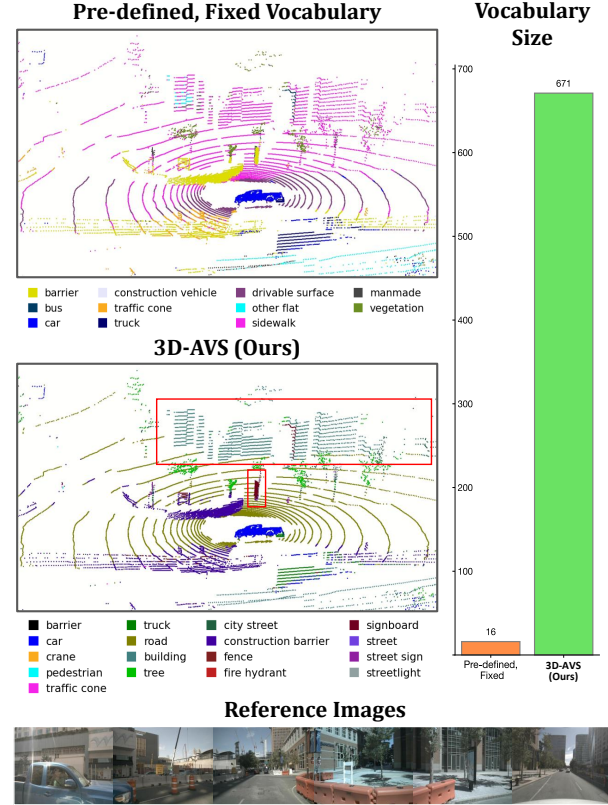 Pre-defined, Fixed Vocabulary
barrier construction vehicle drivable surface manmade
bus traffic cone other flat vegetation
car truck sidewalk
3D-AVS (Ours)
barrier truck city street signboard
car road construction barrier street
crane building fence street sign
pedestrian tree fire hydrant streetlight
traffic cone
Vocabulary
Size
700
671
600
500
400
300
200
100
16
Pre-defined, 3D-AVS
Fixed (Ours)
Reference Images